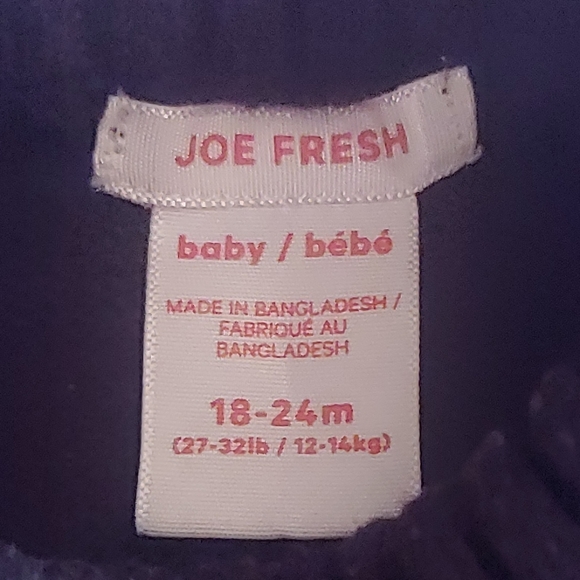 JOE FRESH
baby / bébé
MADE IN BANGLADESH /
FABRIQUÉ AU
BANGLADESH
18-24m
(27-32lb / 12-14kg)